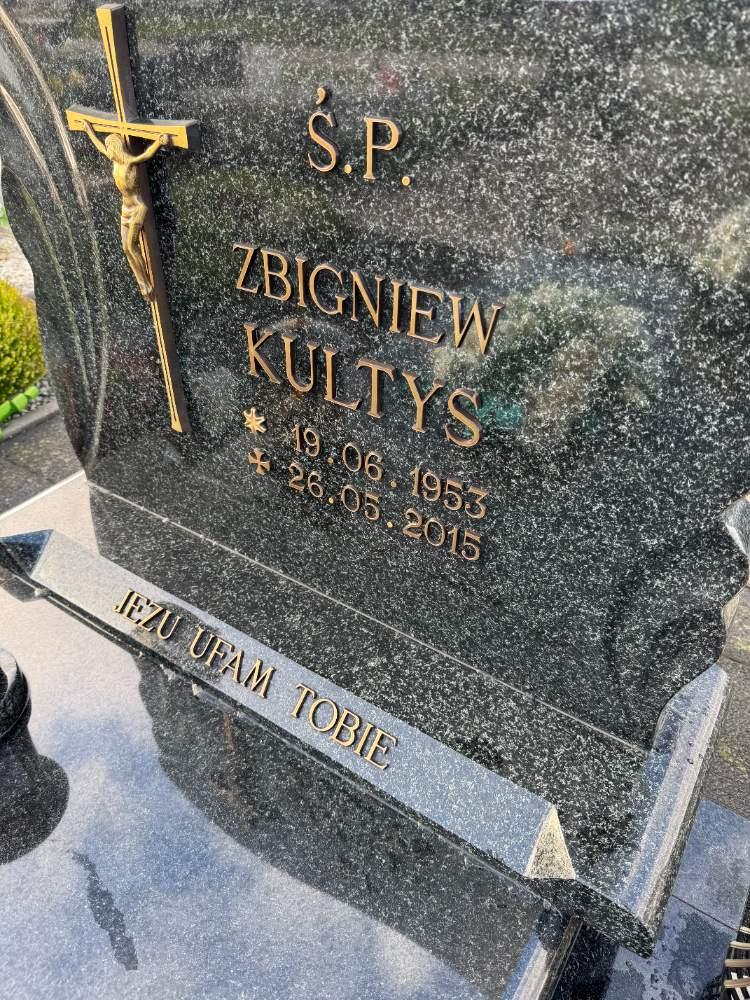 Ś.P.
ZBIGNIEW
KULTYS
19.06.1953
26.05.2015
JEZU UFAM TOBIE